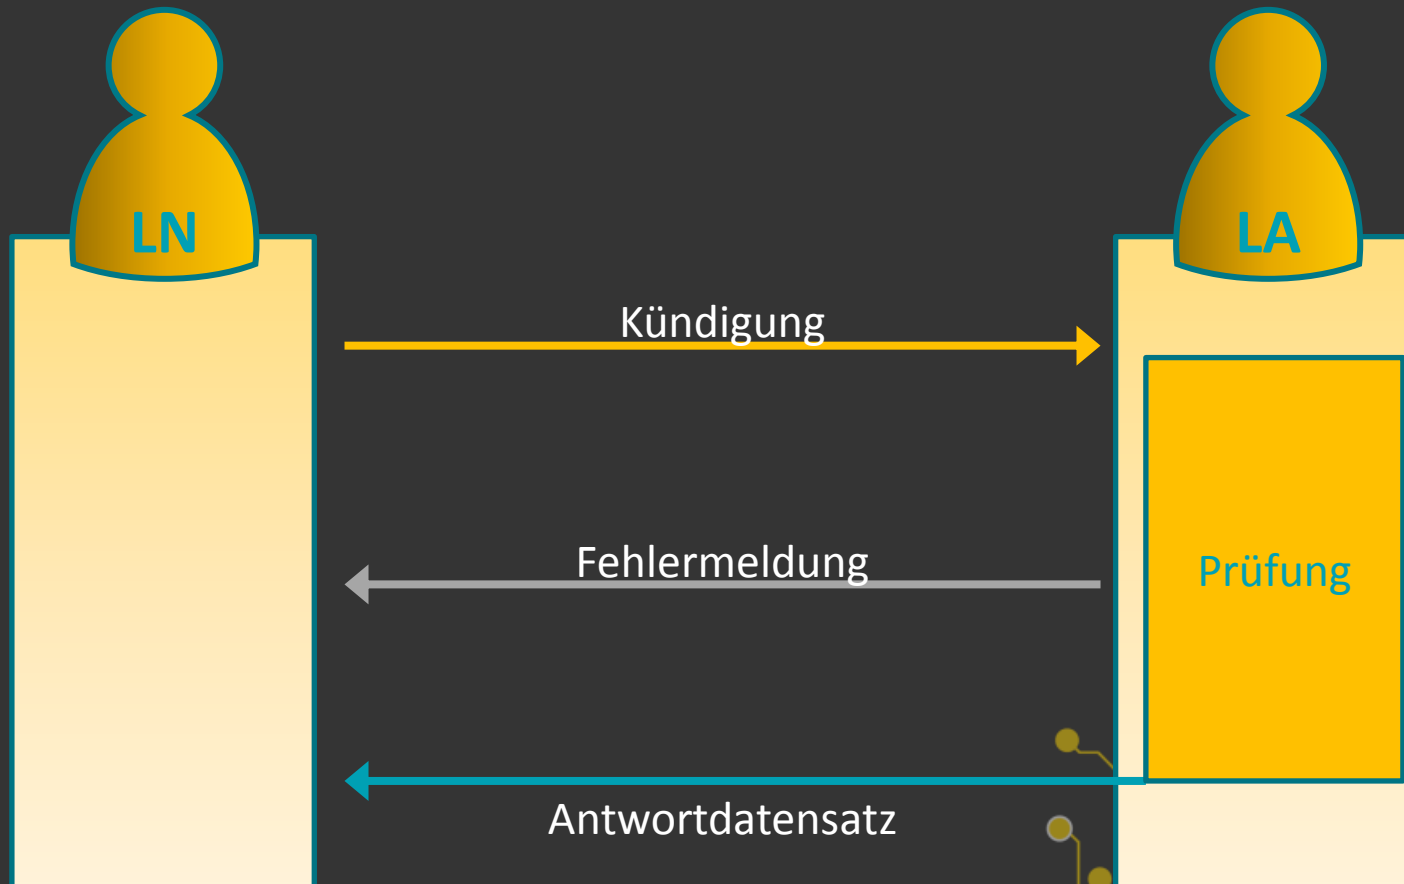 LN
LA
Kündigung
Fehlermeldung
Prüfung
Antwortdatensatz